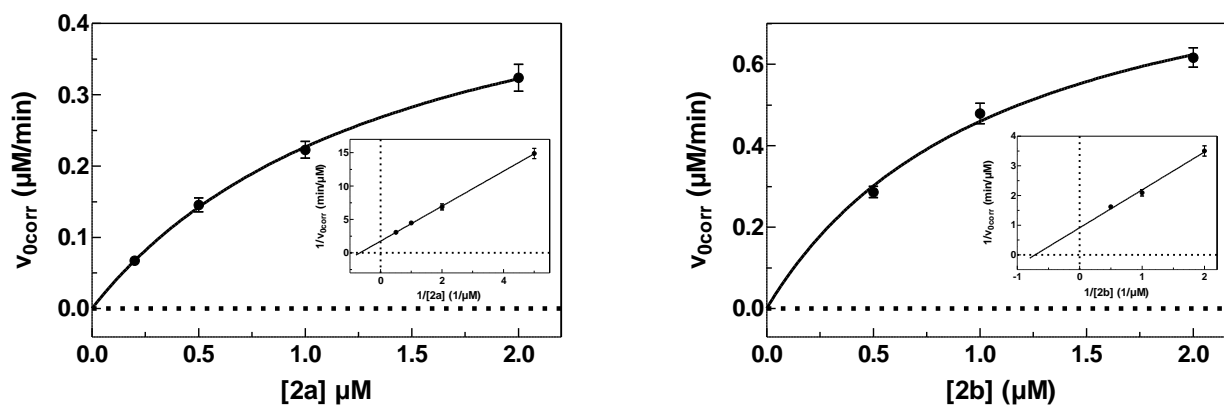 0.4
0.3
0.2
0.1
0.0
v0corr (µM/min)
0.0 0.5 1.0 1.5 2.0
[2a] µM
15
10
5
0
1/v0corr (min/µM)
0 2 4
1/[2a] (1/µM)
0.6
0.4
0.2
0.0
v0corr (µM/min)
0.0 0.5 1.0 1.5 2.0
[2b] (µM)
4
3
2
1
0
1/v0corr (min/µM)
-1 0 1 2
1/[2b] (1/µM)